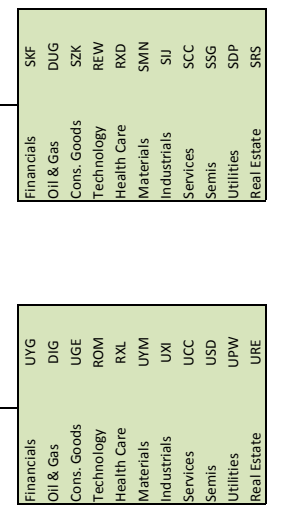 Financials SKF
Oil & Gas DUG
Cons. Goods SZK
Technology REW
Health Care RXD
Materials SMN
Industrials SIJ
Services SCC
Semis SSG
Utilities SDP
Real Estate SRS
Financials UYG
Oil & Gas DIG
Cons. Goods UGE
Technology ROM
Health Care RXL
Materials UYM
Industrials UXI
Services UCC
Semis USD
Utilities UPW
Real Estate URE